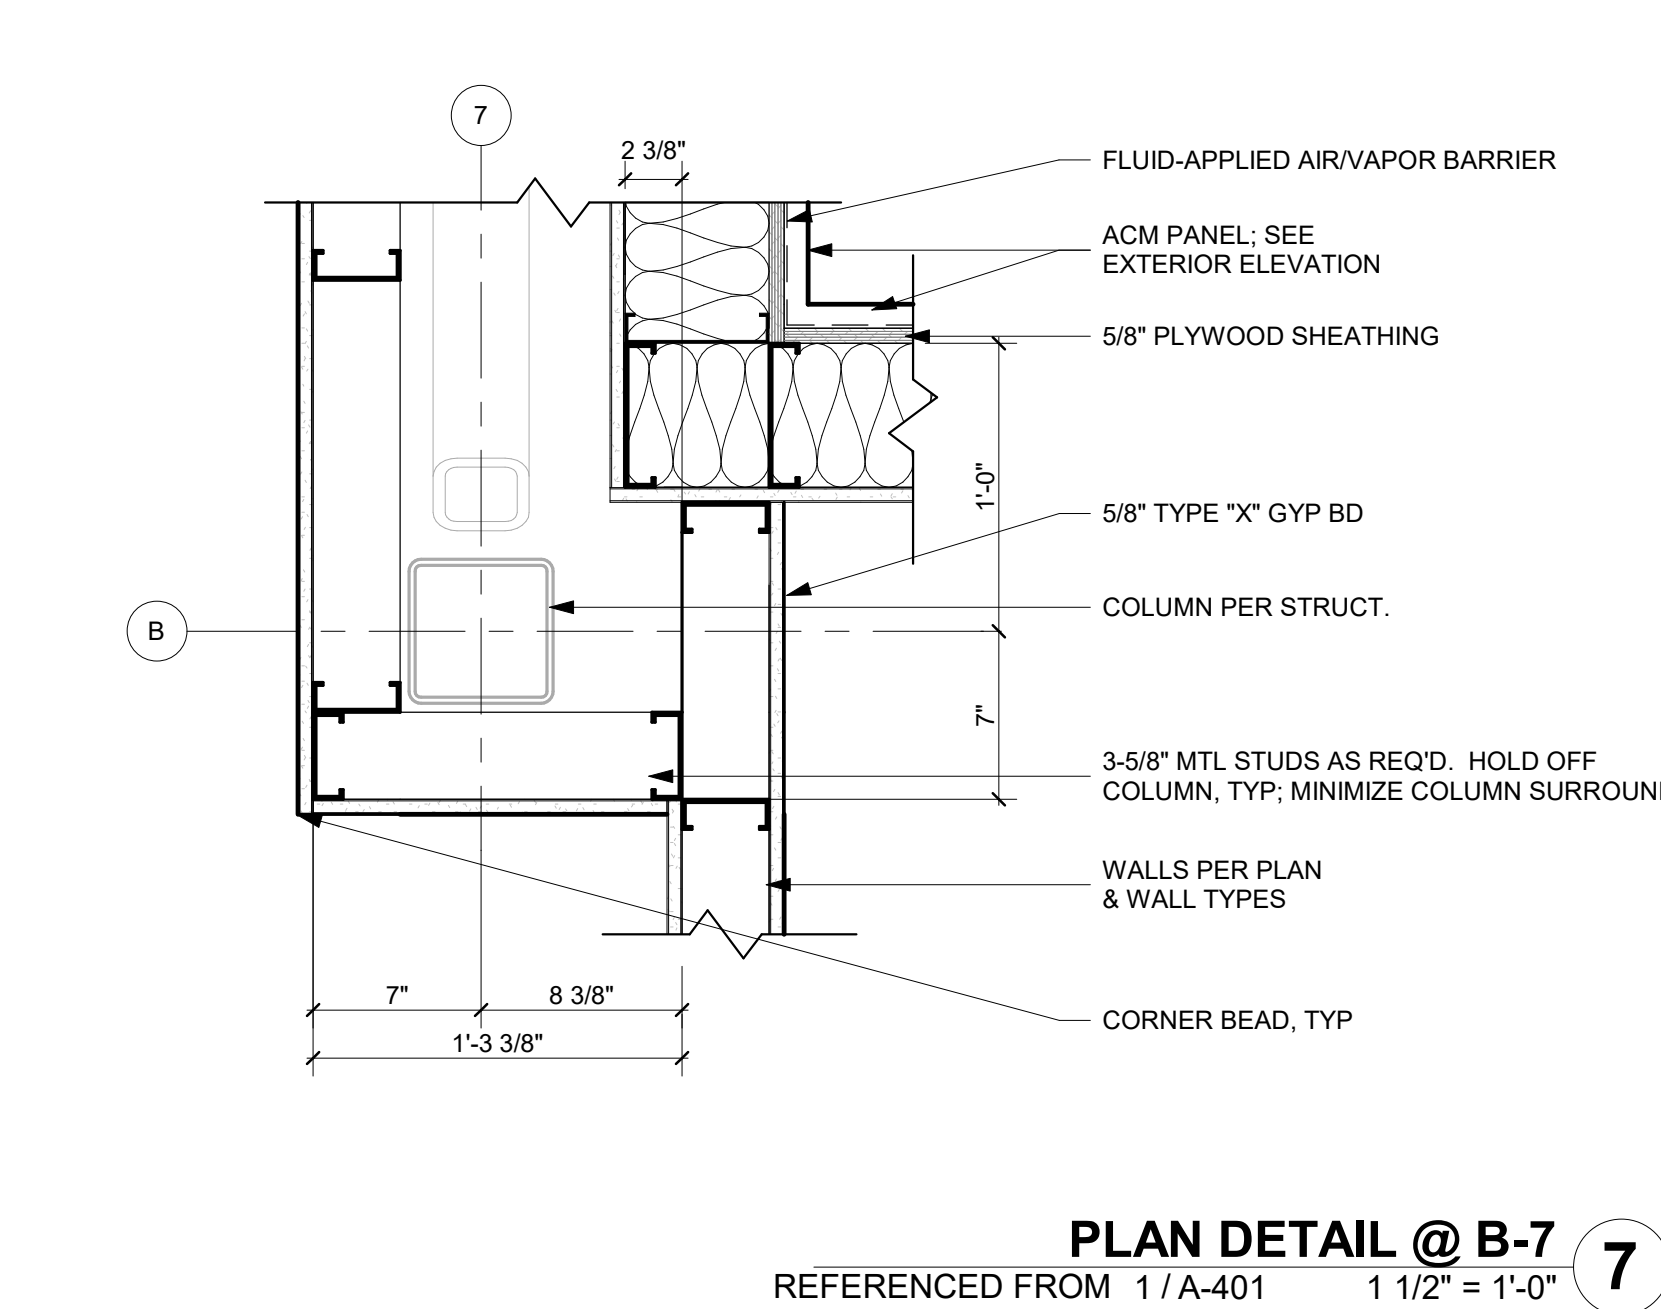 7
2 3/8"
FLUID-APPLIED AIR/VAPOR BARRIER
ACM PANEL; SEE
EXTERIOR ELEVATION
5/8" PLYWOOD SHEATHING
1'-0"
5/8" TYPE "X" GYP BD
COLUMN PER STRUCT.
B
7"
3-5/8" MTL STUDS AS REQ'D. HOLD OFF
COLUMN, TYP; MINIMIZE COLUMN SURROUN
WALLS PER PLAN
& WALL TYPES
7" 8 3/8"
CORNER BEAD, TYP
1'-3 3/8"
PLAN DETAIL @ B-7
7
REFERENCED FROM 1 / A-401 1 1/2" = 1'-0"